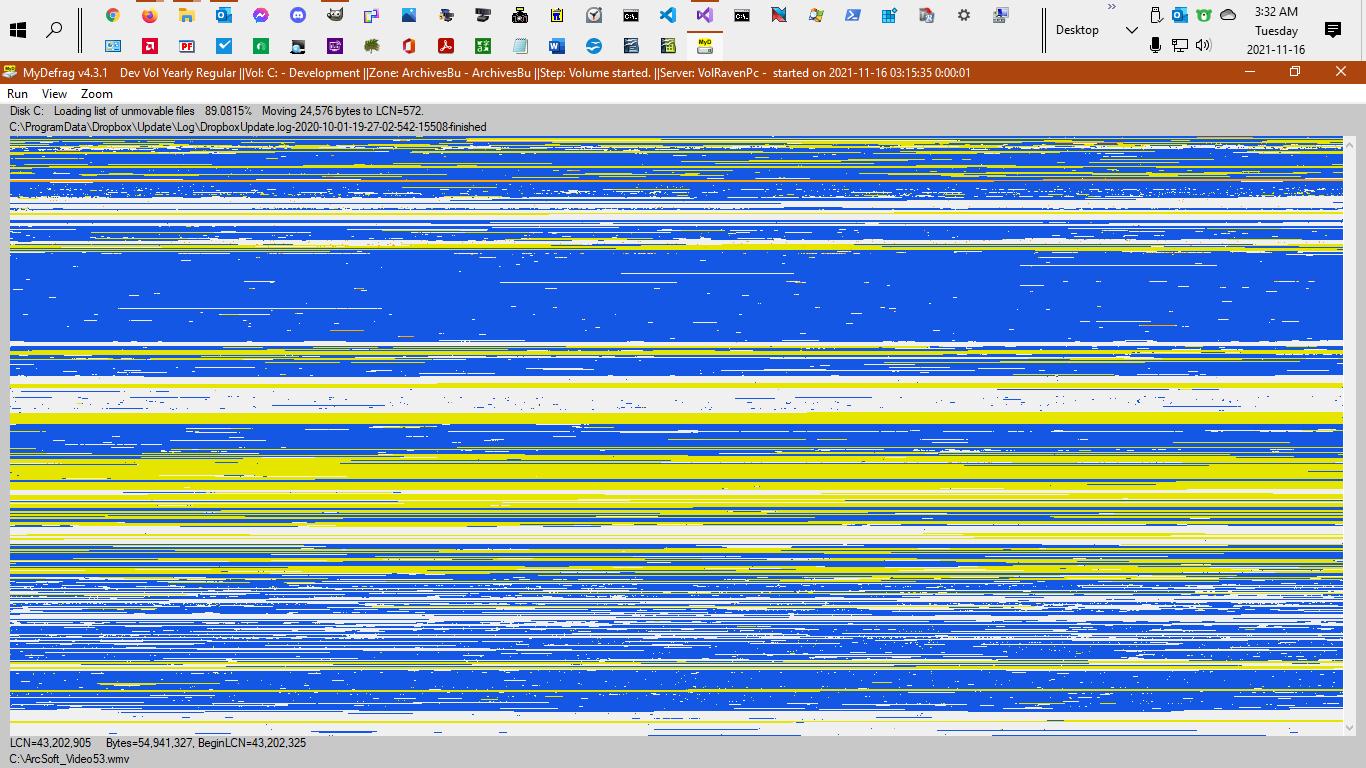 3:32 AM
Desktop
Tuesday
2021-11-16
MyDefrag v4.3.1 Dev Vol Yearly Regular ||Vol: C: - Development ||Zone: ArchivesBu - ArchivesBu ||Step: Volume started. ||Server: VolRavenPc - started on 2021-11-16 03:15:35 0:00:01
Run View Zoom
Disk C: Loading list of unmovable files 89.0815% Moving 24,576 bytes to LCN=572.
C:\ProgramData\Dropbox\Update\Log\DropboxUpdate.log-2020-10-01-19-27-02-542-15508-finished
LCN=43,202,905 Bytes=54,941,327, BeginLCN=43,202,325
C:\ArcSoft_Video53.wmv